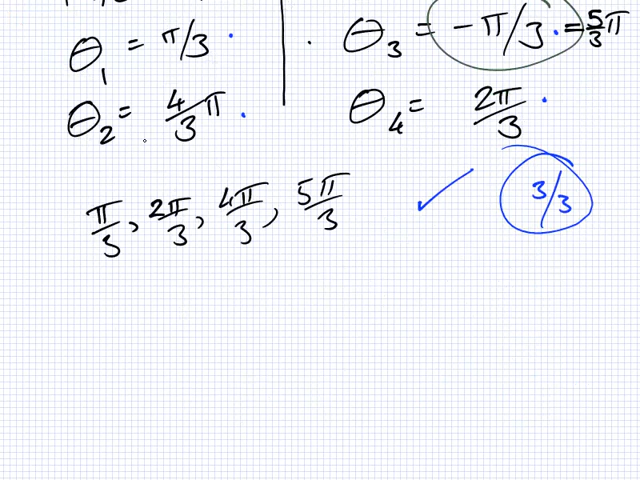 θ₁ = π/3 . θ₃ = -π/3 = 5/3 π
θ₂ = 4/3 π θ₄ = 2π/3
π/3, 2π/3, 4π/3, 5π/3 ✓ 3/3